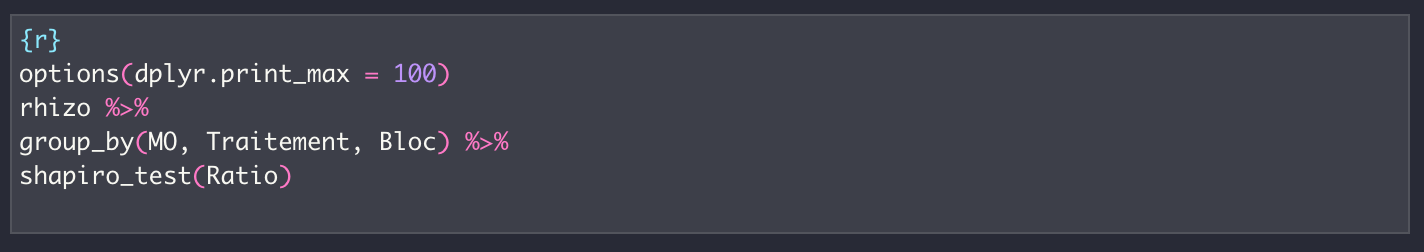 {r}
options(dplyr.print_max = 100)
rhizo %>%
group_by(MO, Traitement, Bloc) %>%
shapiro_test(Ratio)